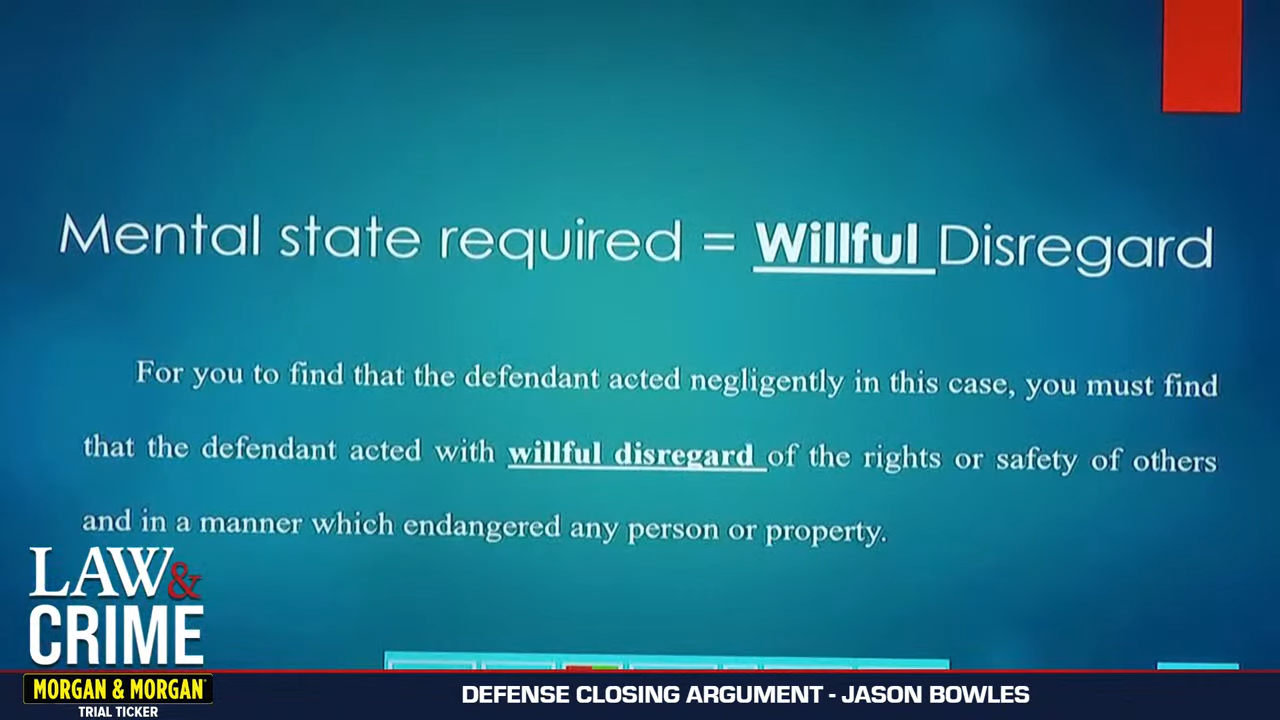 Mental state required = Willful Disregard
For you to find that the defendant acted negligently in this case, you must find
that the defendant acted with willful disregard of the rights or safety of others
and in a manner which endangered any person or property.
LAW&
CRIME
MORGAN & MORGAN
TRIAL TICKER
DEFENSE CLOSING ARGUMENT - JASON BOWLES